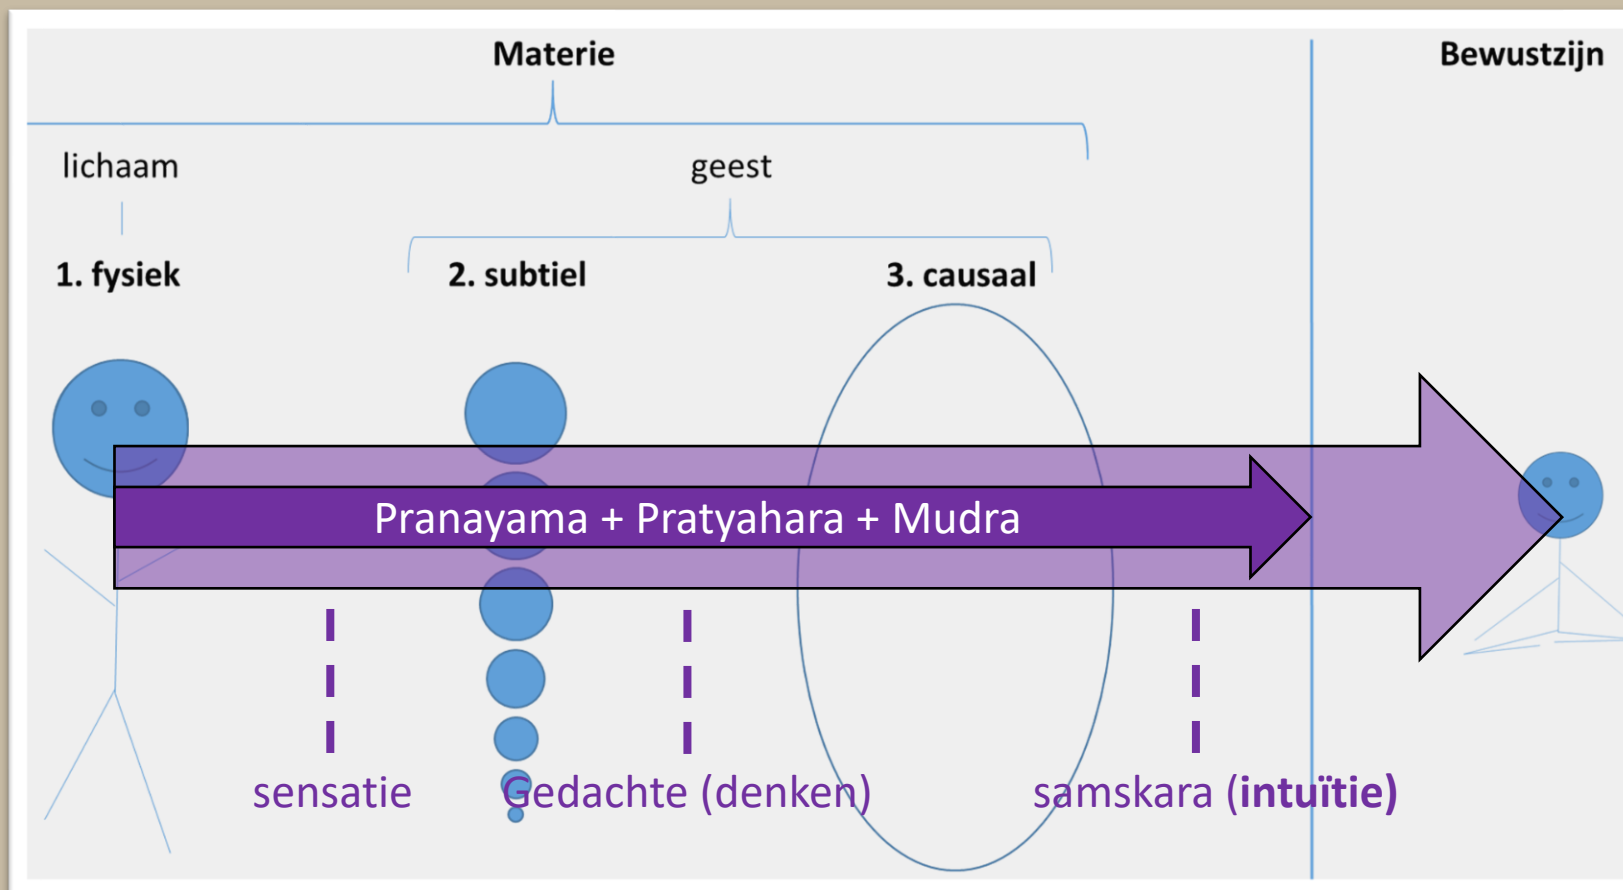 Materie
Bewustzijn
lichaam
geest
1. fysiek
2. subtiel
3. causaal
Pranayama + Pratyahara + Mudra
sensatie
Gedachte (denken)
samskara (intuïtie)